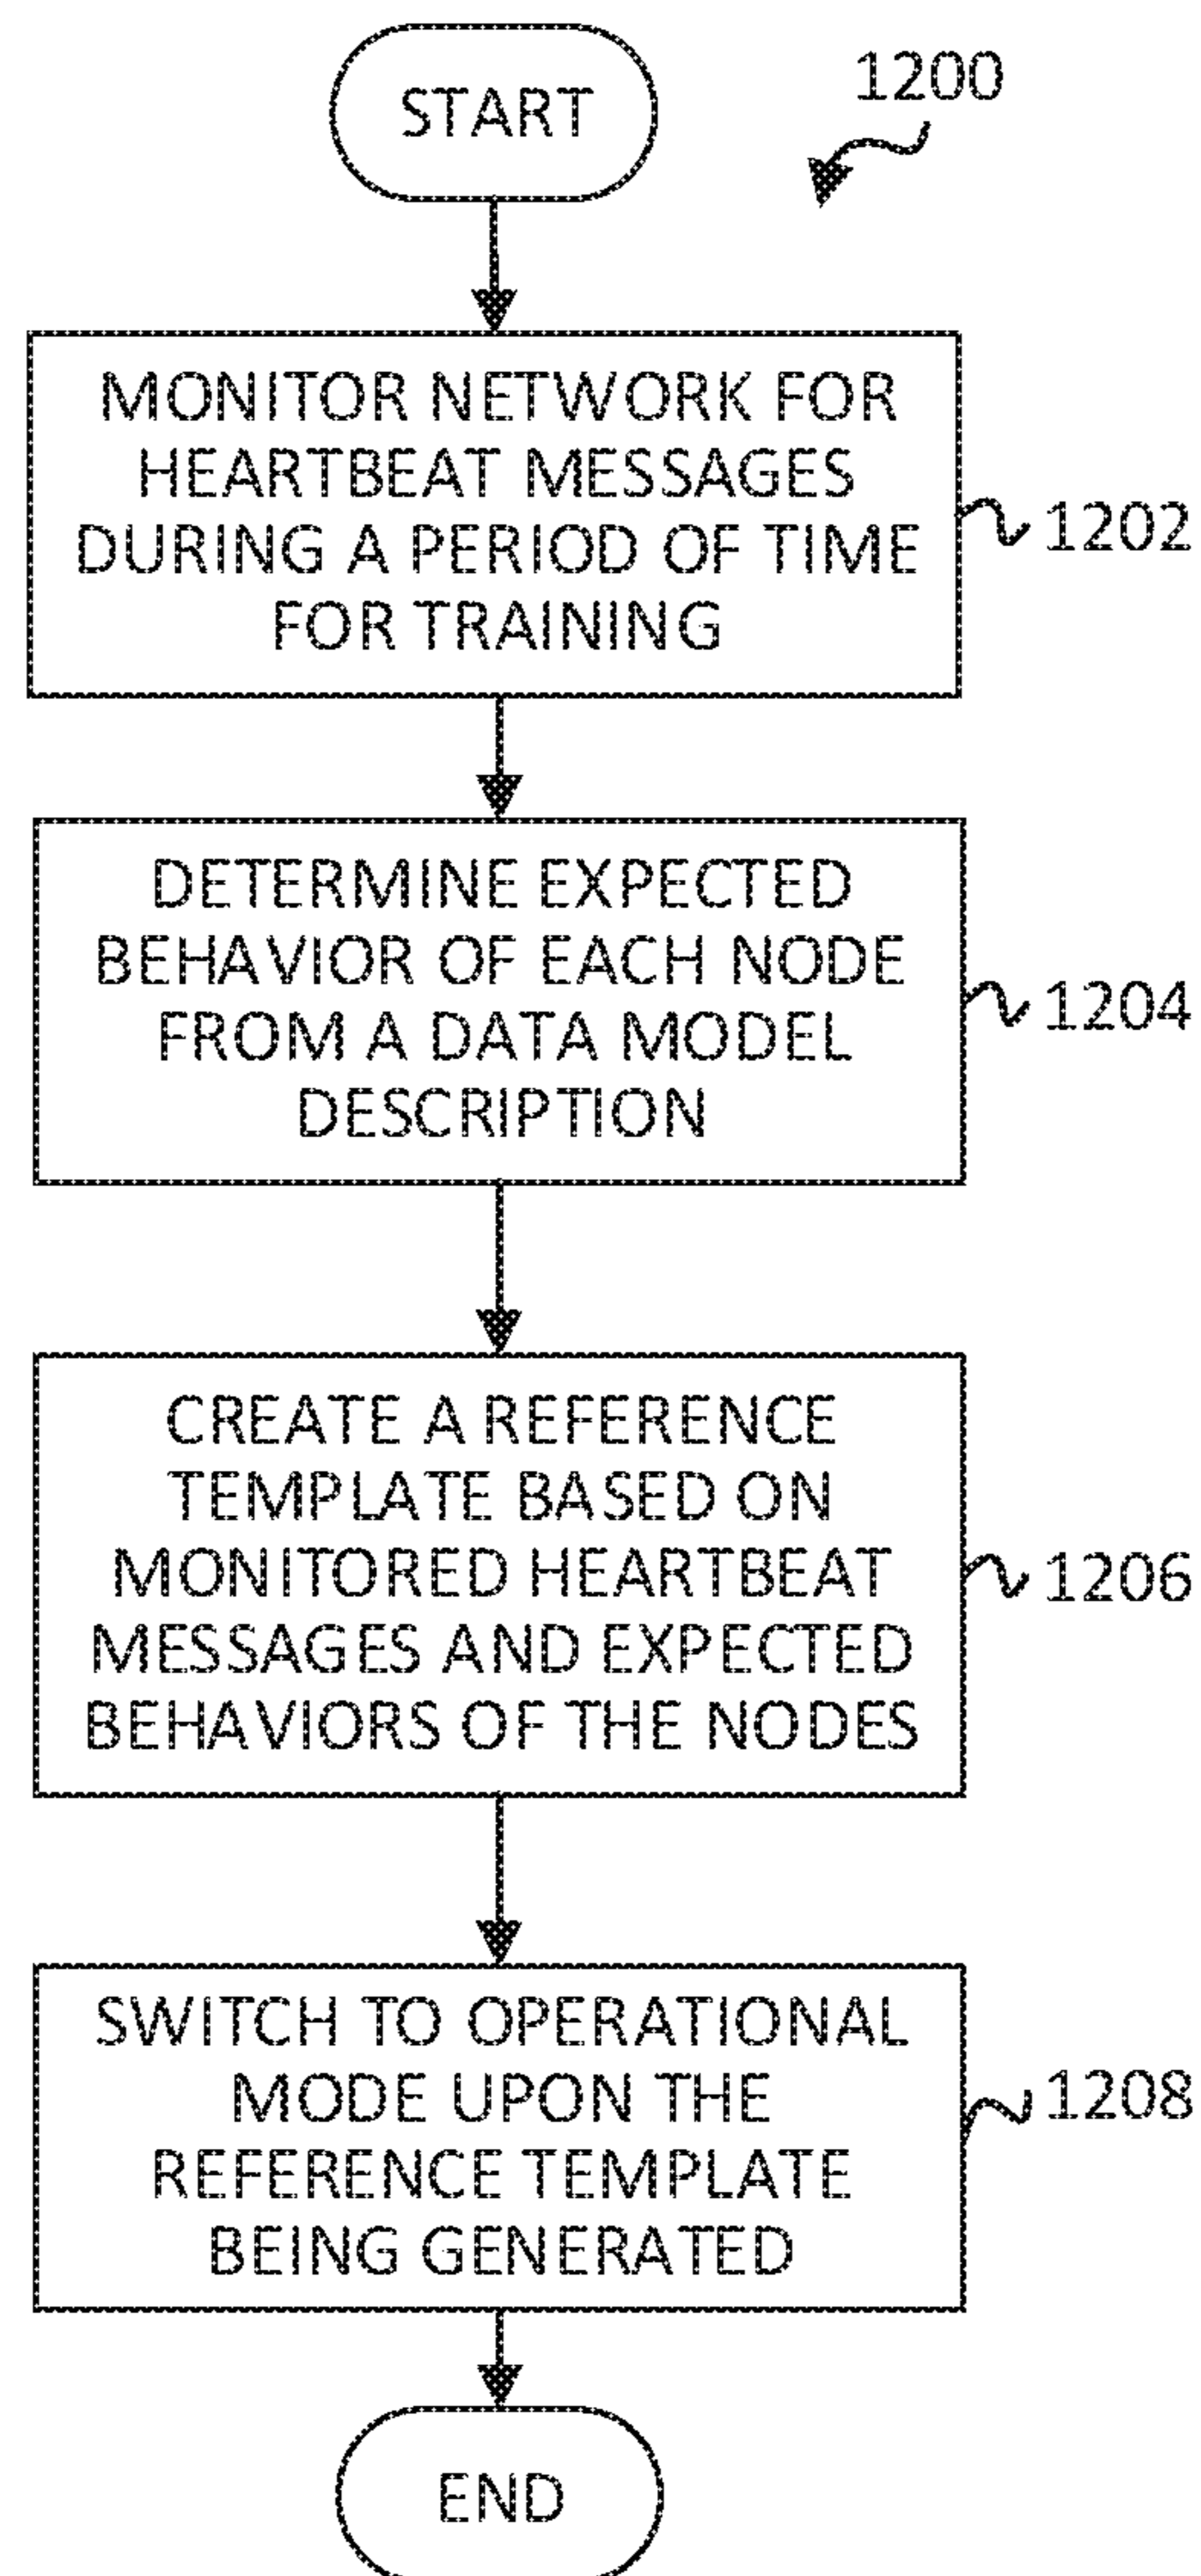 START
1200
MONITOR NETWORK FOR
HEARTBEAT MESSAGES
DURING A PERIOD OF TIME
FOR TRAINING
1202
DETERMINE EXPECTED
BEHAVIOR OF EACH NODE
FROM A DATA MODEL
DESCRIPTION
1204
CREATE A REFERENCE
TEMPLATE BASED ON
MONITORED HEARTBEAT
MESSAGES AND EXPECTED
BEHAVIORS OF THE NODES
1206
SWITCH TO OPERATIONAL
MODE UPON THE
REFERENCE TEMPLATE
BEING GENERATED
1208
END